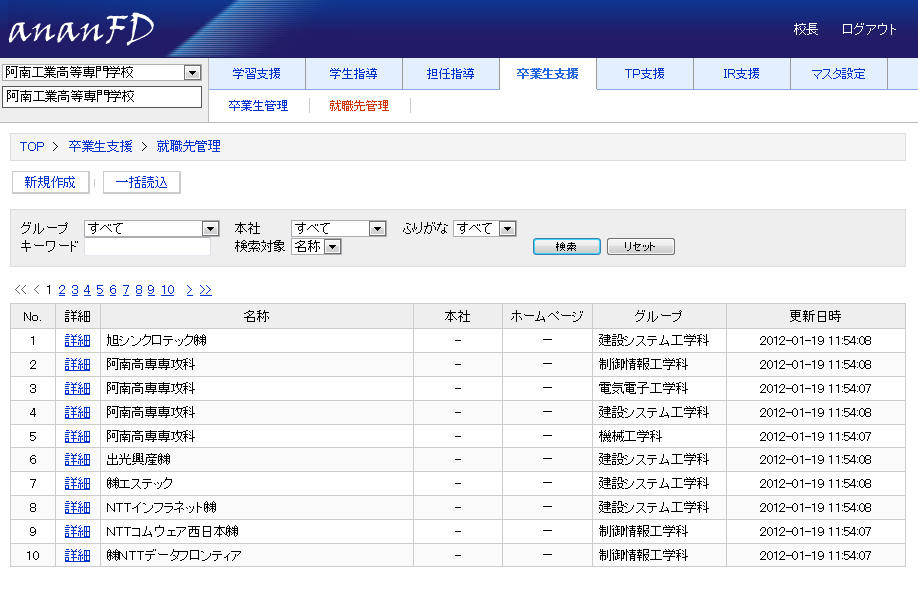 ananFD
校長 ログアウト
阿南工業高等専門学校
阿南工業高等専門学校
学習支援 学生指導 担任指導 卒業生支援 TP支援 IR支援 マスタ設定
卒業生管理 就職先管理
TOP > 卒業生支援 > 就職先管理
新規作成 一括読込
グループ すべて 本社 すべて ふりがな すべて
キーワード 検索対象 名称 検索 リセット
<< < 1 2 3 4 5 6 7 8 9 10 > >>
No. 詳細 名称 本社 ホームページ グループ 更新日時
1 詳細 旭シンクロテック㈱ − − 建設システム工学科 2012-01-19 11:54:08
2 詳細 阿南高専専攻科 − − 制御情報工学科 2012-01-19 11:54:08
3 詳細 阿南高専専攻科 − − 電気電子工学科 2012-01-19 11:54:07
4 詳細 阿南高専専攻科 − − 建設システム工学科 2012-01-19 11:54:08
5 詳細 阿南高専専攻科 − − 機械工学科 2012-01-19 11:54:07
6 詳細 出光興産㈱ − − 建設システム工学科 2012-01-19 11:54:08
7 詳細 ㈱エステック − − 建設システム工学科 2012-01-19 11:54:08
8 詳細 NTTインフラネット㈱ − − 建設システム工学科 2012-01-19 11:54:08
9 詳細 NTTコムウェア西日本㈱ − − 制御情報工学科 2012-01-19 11:54:07
10 詳細 ㈱NTTデータフロンティア − − 制御情報工学科 2012-01-19 11:54:07